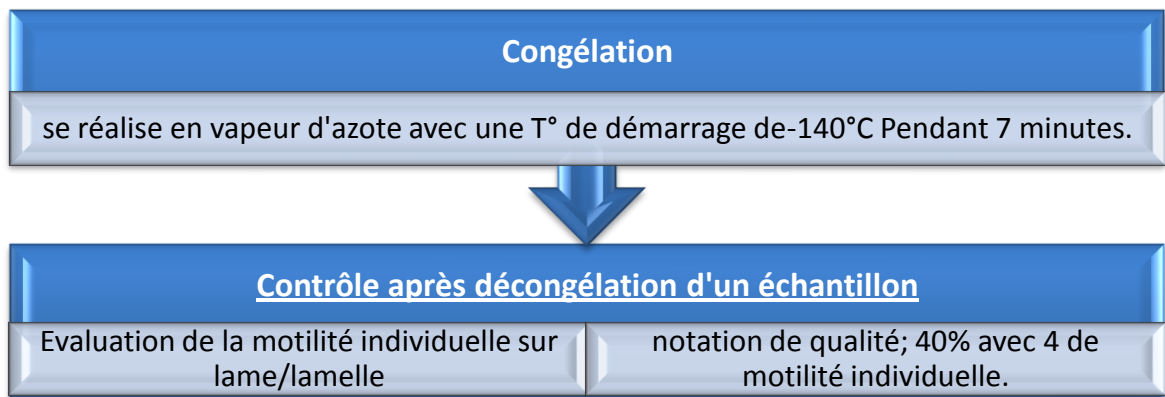 Congélation
se réalise en vapeur d'azote avec une T° de démarrage de-140°C Pendant 7 minutes.
Contrôle après décongélation d'un échantillon
Evaluation de la motilité individuelle sur
lame/lamelle
notation de qualité; 40% avec 4 de
motilité individuelle.